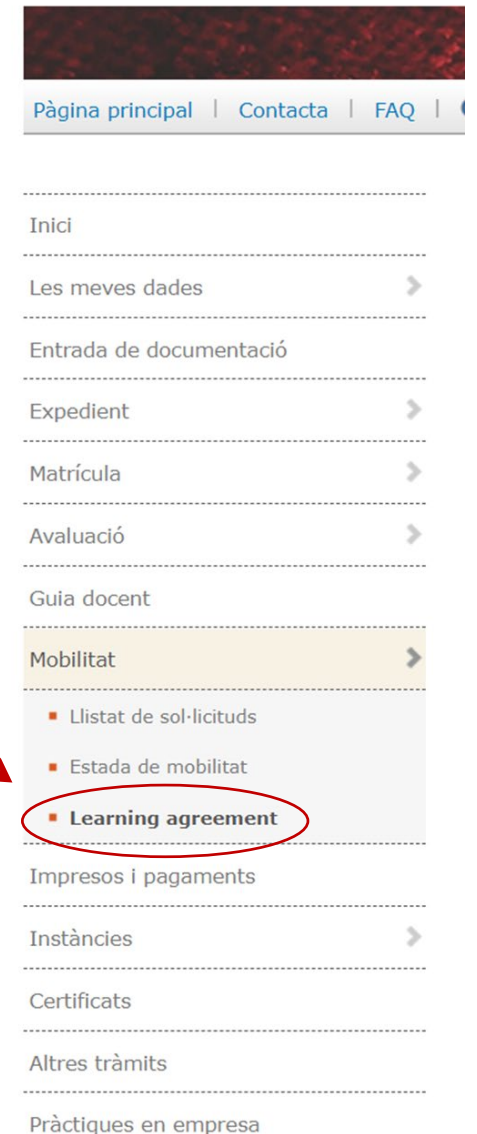 Pàgina principal | Contacta | FAQ |
Inici
Les meves dades
Entrada de documentació
Expedient
Matrícula
Avaluació
Guia docent
Mobilitat
Llistat de sol·licituds
Estada de mobilitat
Learning agreement
Impresos i pagaments
Instàncies
Certificats
Altres tràmits
Pràctiques en empresa